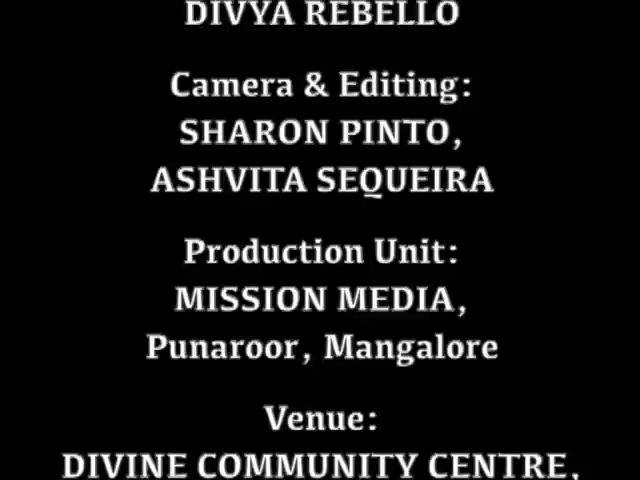 DIVYA REBELLO
Camera & Editing:
SHARON PINTO,
ASHVITA SEQUEIRA
Production Unit:
MISSION MEDIA,
Punaroor, Mangalore
Venue:
DIVINE COMMUNITY CENTRE,